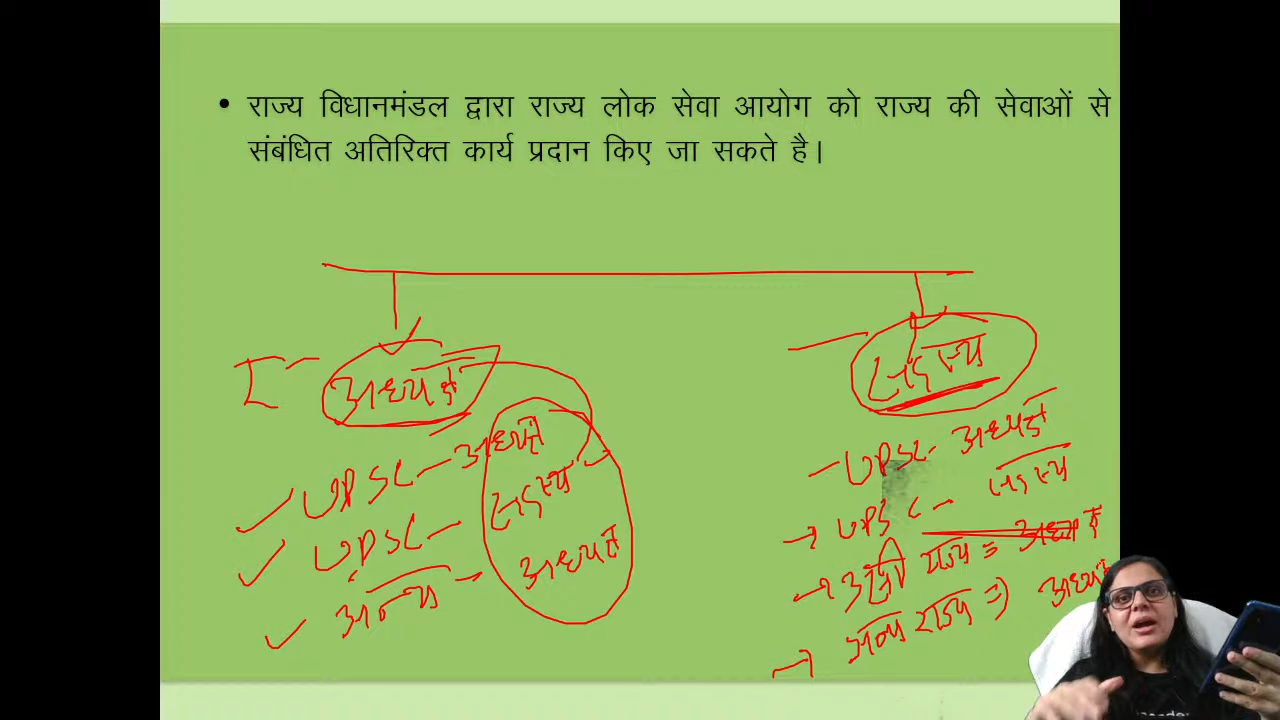 • राज्य विधानमंडल द्वारा राज्य लोक सेवा आयोग को राज्य की सेवाओं से
संबंधित अतिरिक्त कार्य प्रदान किए जा सकते है।
अध्यक्ष
UPSC - अध्यक्ष
UPSC - सदस्य
अन्य - अध्यक्ष
सदस्य
UPSC - अध्यक्ष
UPSC - सदस्य
उसी राज्य = अध्यक्ष
अन्य राज्य => अध्यक्ष